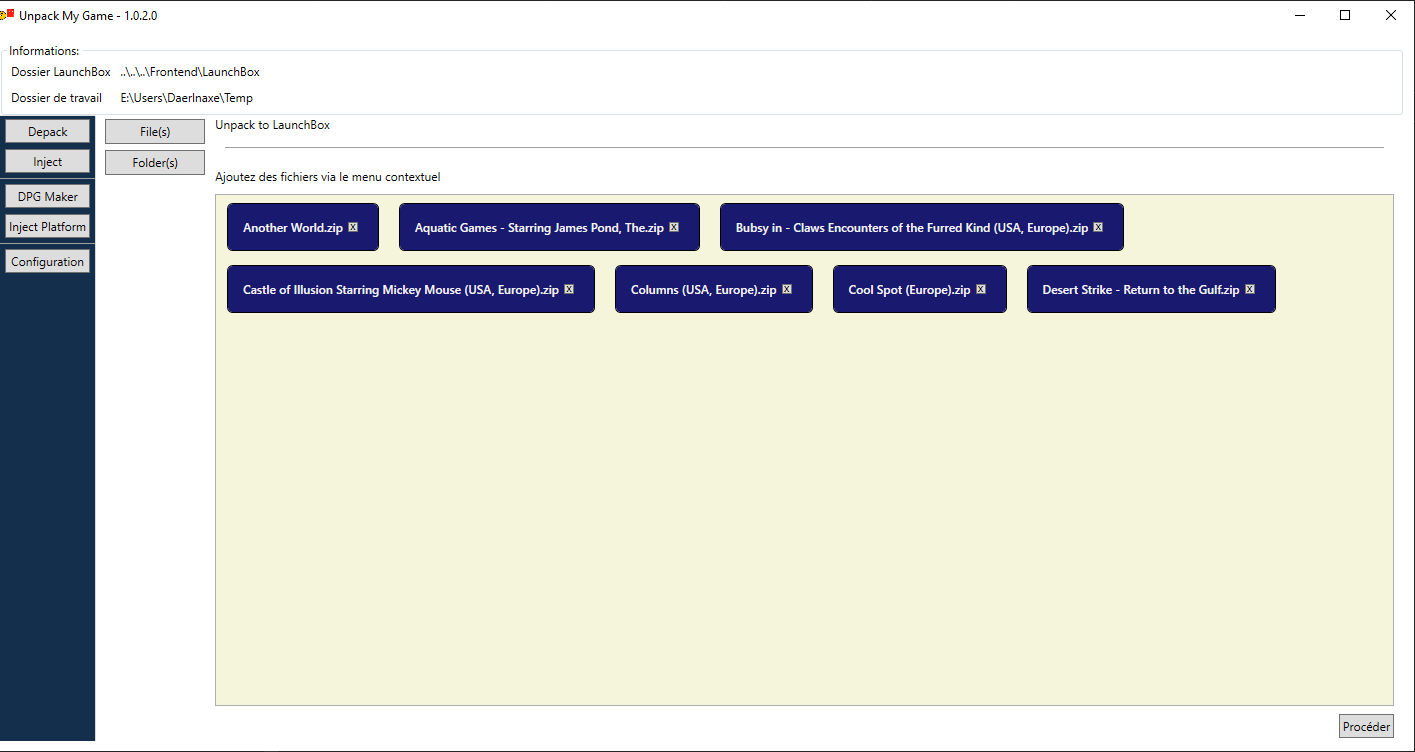 Unpack My Game - 1.0.2.0
Informations:
Dossier LaunchBox ..\..\..\Frontend\LaunchBox
Dossier de travail E:\Users\Daerlnaxe\Temp
Depack
Inject
DPG Maker
Inject Platform
Configuration
File(s)
Folder(s)
Unpack to LaunchBox
Ajoutez des fichiers via le menu contextuel
Another World.zip X
Aquatic Games - Starring James Pond, The.zip X
Bubsy in - Claws Encounters of the Furred Kind (USA, Europe).zip X
Castle of Illusion Starring Mickey Mouse (USA, Europe).zip X
Columns (USA, Europe).zip X
Cool Spot (Europe).zip X
Desert Strike - Return to the Gulf.zip X
Procéder